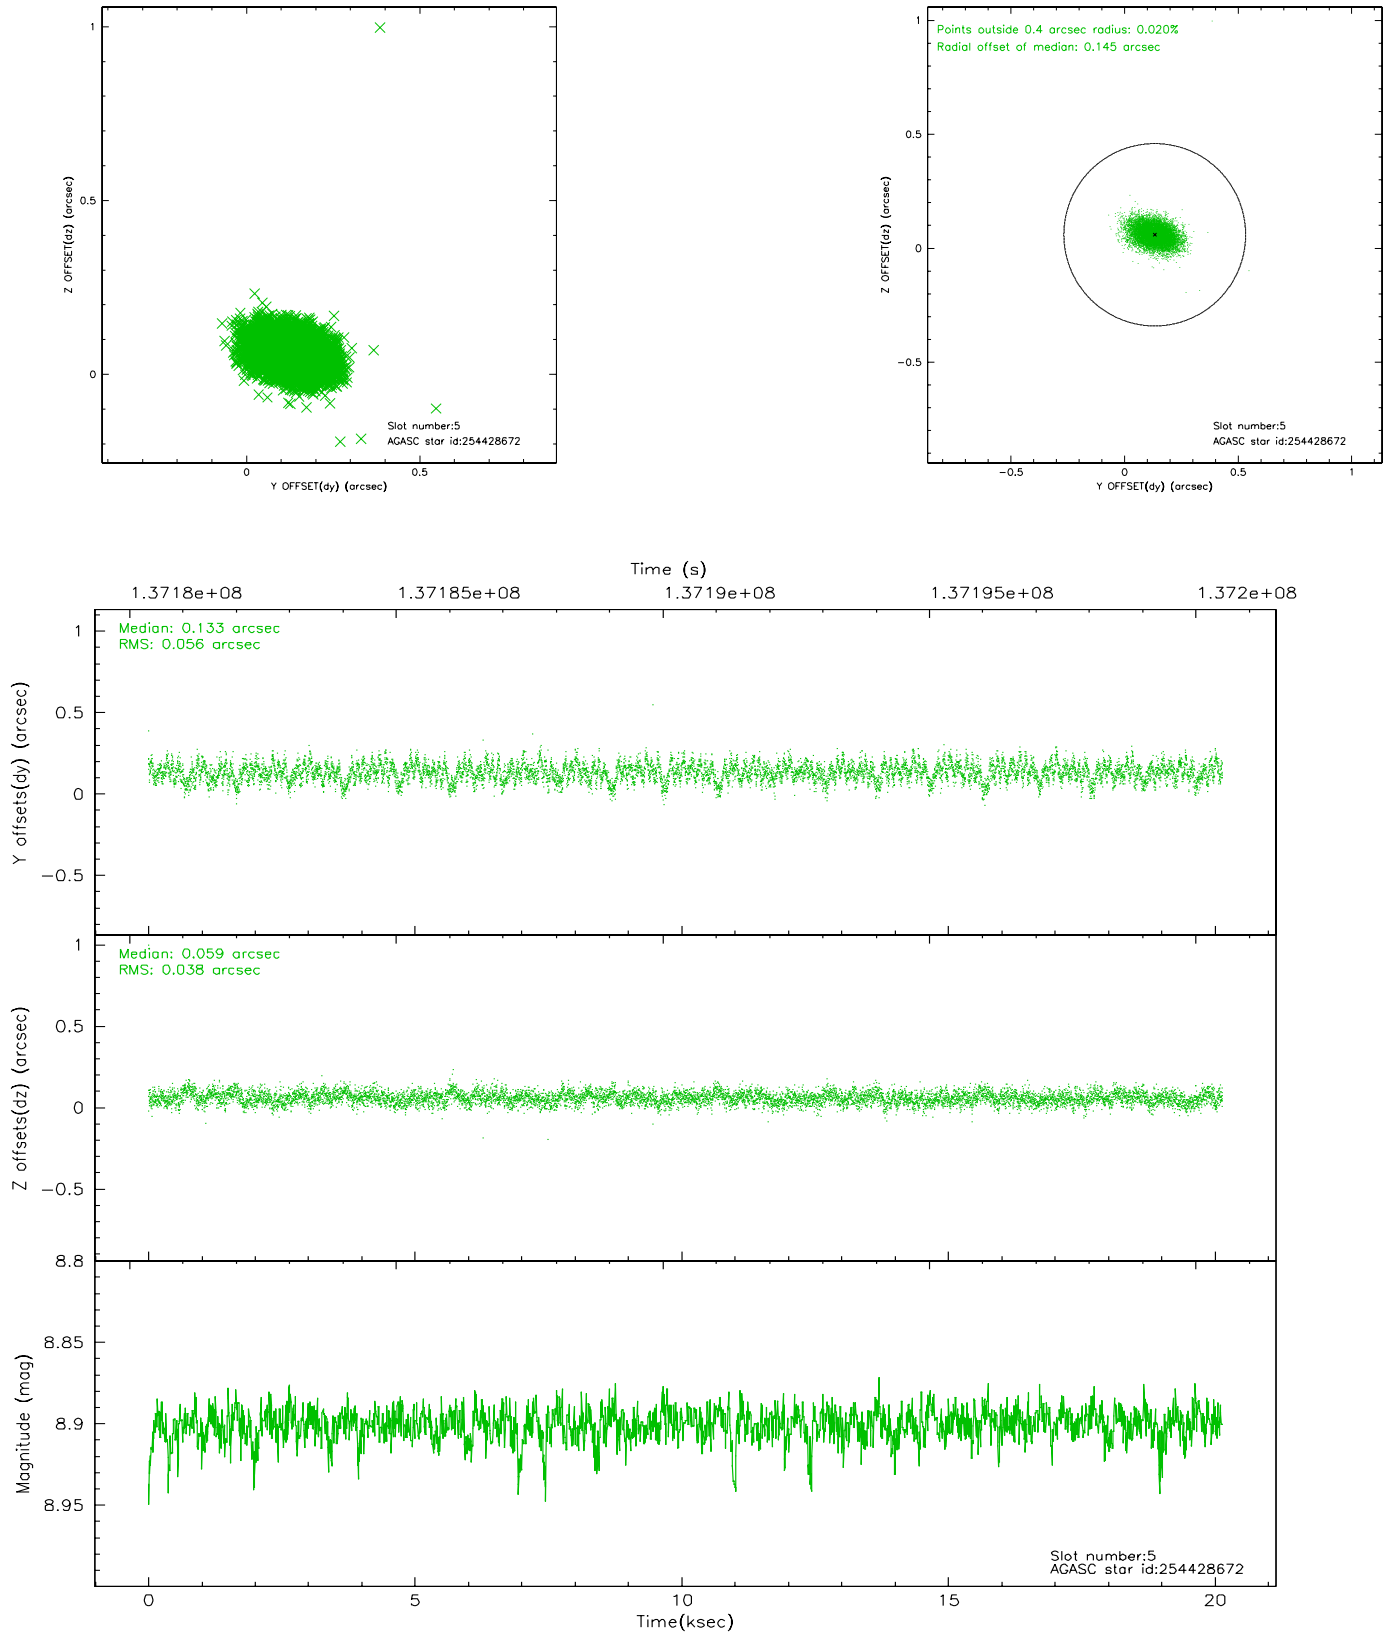 1
0.5
0
Z OFFSET(dz) (arcsec)
Slot number:5
AGASC star id:254428672
0
0.5
Y OFFSET(dy) (arcsec)
Points outside 0.4 arcsec radius: 0.020%
Radial offset of median: 0.145 arcsec
1
0.5
0
−0.5
Z OFFSET(dz) (arcsec)
Slot number:5
AGASC star id:254428672
−0.5
0
0.5
1
Y OFFSET(dy) (arcsec)
Time (s)
1.3718e+08
1.37185e+08
1.3719e+08
1.37195e+08
1.372e+08
Median: 0.133 arcsec
RMS: 0.056 arcsec
1
0.5
0
−0.5
Y offsets(dy) (arcsec)
Median: 0.059 arcsec
RMS: 0.038 arcsec
1
0.5
0
−0.5
Z offsets(dz) (arcsec)
8.8
8.85
8.9
8.95
Magnitude (mag)
Slot number:5
AGASC star id:254428672
0
5
10
15
20
Time(ksec)